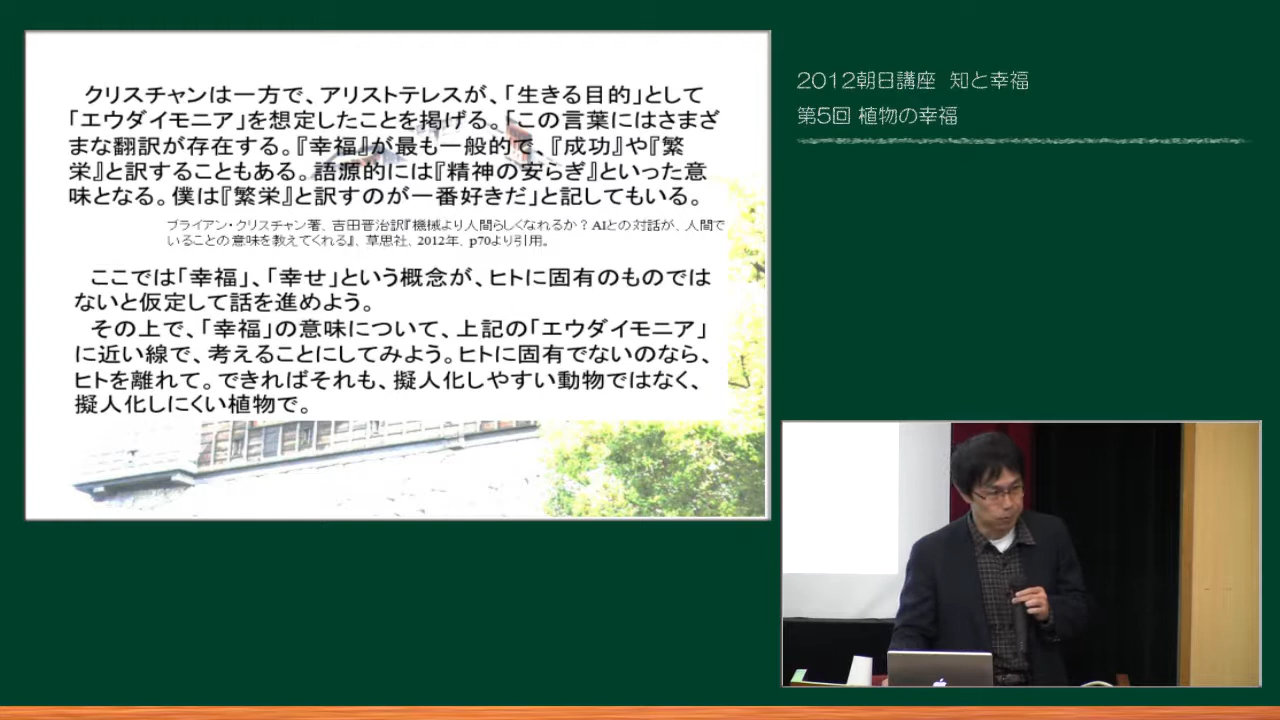 クリスチャンは一方で、アリストテレスが、「生きる目的」として
「エウダイモニア」を想定したことを掲げる。「この言葉にはさまざ
まな翻訳が存在する。『幸福』が最も一般的で、『成功』や『繁
栄』と訳することもある。語源的には『精神の安らぎ』といった意
味となる。僕は『繁栄』と訳すのが一番好きだ」と記してもいる。
ブライアン・クリスチャン著、吉田晋治訳『機械より人間らしくなれるか？AIとの対話が、人間で
いることの意味を教えてくれる』、草思社、2012年、p70より引用。
ここでは「幸福」、「幸せ」という概念が、ヒトに固有のものでは
ないと仮定して話を進めよう。
その上で、「幸福」の意味について、上記の「エウダイモニア」
に近い線で、考えることにしてみよう。ヒトに固有でないのなら、
ヒトを離れて。できればそれも、擬人化しやすい動物ではなく、
擬人化しにくい植物で。
2012朝日講座 知と幸福
第5回 植物の幸福